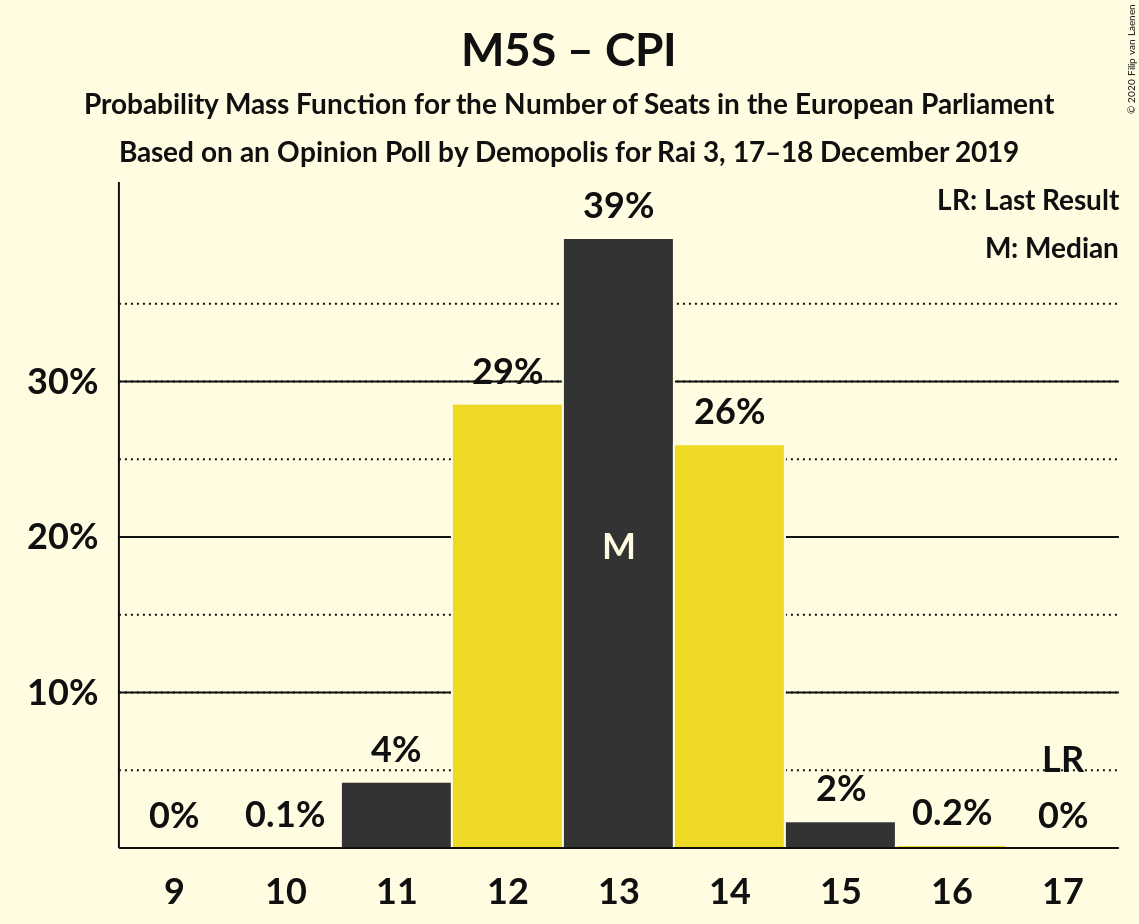 M5S – CPI
Probability Mass Function for the Number of Seats in the European Parliament
Based on an Opinion Poll by Demopolis for Rai 3, 17–18 December 2019
© 2020 Filip van Laenen
LR: Last Result
M: Median
39%
29%
26%
30%
20%
10%
M
4%
2%
LR
0%
0.1%
0.2%
0%
9 10 11 12 13 14 15 16 17